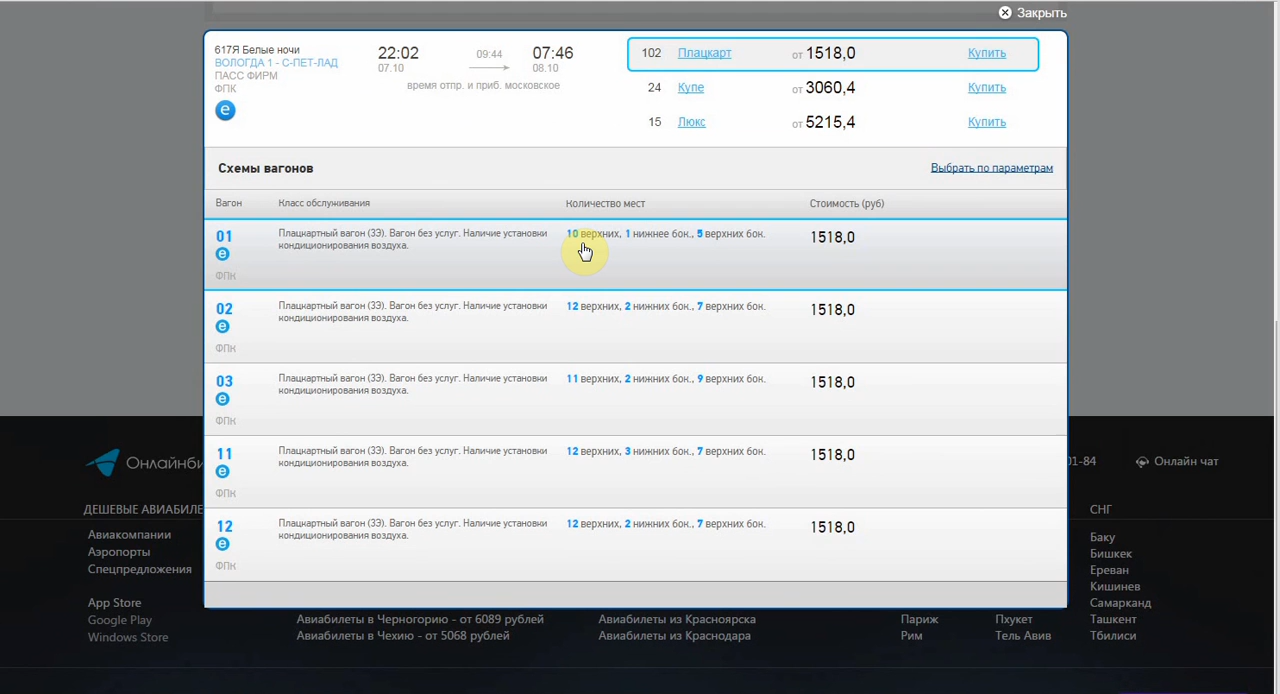 Закрыть
617Я Белые ночи
ВОЛОГДА 1 - С-ПЕТ-ЛАД
ПАСС ФИРМ
ФПК
e
22:02
07.10
09:44
07:46
08.10
время отпр. и приб. московское
102 Плацкарт от 1518,0 Купить
24 Купе от 3060,4 Купить
15 Люкс от 5215,4 Купить
Схемы вагонов Выбрать по параметрам
Вагон Класс обслуживания Количество мест Стоимость (руб)
01 Плацкартный вагон (3Э). Вагон без услуг. Наличие установки 10 верхних, 1 нижнее бок., 5 верхних бок. 1518,0
e кондиционирования воздуха.
ФПК
02 Плацкартный вагон (3Э). Вагон без услуг. Наличие установки 12 верхних, 2 нижних бок., 7 верхних бок. 1518,0
e кондиционирования воздуха.
ФПК
03 Плацкартный вагон (3Э). Вагон без услуг. Наличие установки 11 верхних, 2 нижних бок., 9 верхних бок. 1518,0
e кондиционирования воздуха.
ФПК
11 Плацкартный вагон (3Э). Вагон без услуг. Наличие установки 12 верхних, 3 нижних бок., 7 верхних бок. 1518,0
e кондиционирования воздуха.
ФПК
12 Плацкартный вагон (3Э). Вагон без услуг. Наличие установки 12 верхних, 2 нижних бок., 7 верхних бок. 1518,0
e кондиционирования воздуха.
ФПК
Онлайнби
01-84 Онлайн чат
ДЕШЕВЫЕ АВИАБИЛЕ
Авиакомпании
Аэропорты
Спецпредложения
App Store
Google Play
Windows Store
Авиабилеты в Черногорию - от 6089 рублей
Авиабилеты в Чехию - от 5068 рублей
Авиабилеты из Красноярска
Авиабилеты из Краснодара
Париж
Рим
Пхукет
Тель Авив
СНГ
Баку
Бишкек
Ереван
Кишинев
Самарканд
Ташкент
Тбилиси